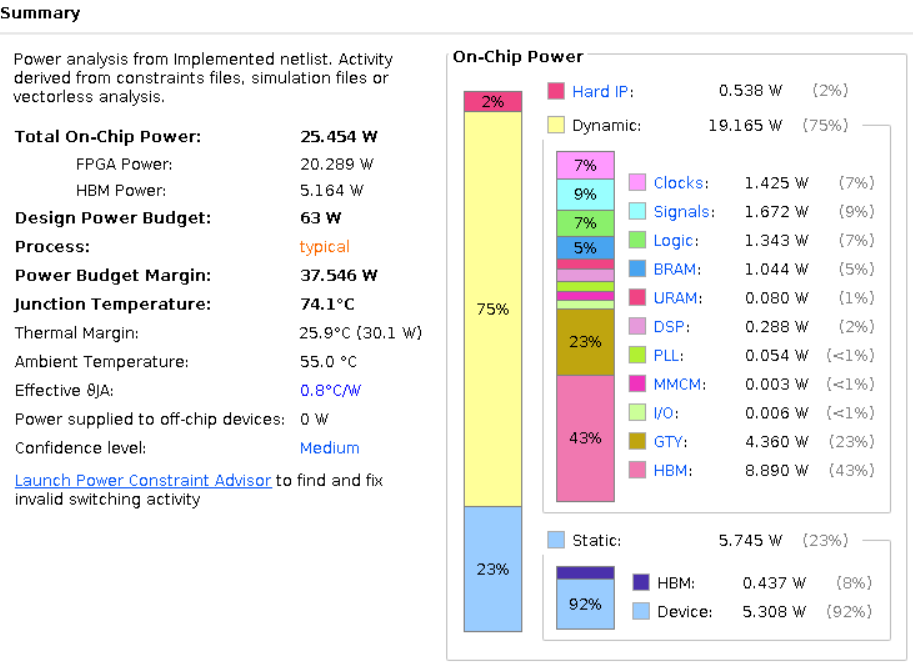 Summary
Power analysis from Implemented netlist. Activity
derived from constraints files, simulation files or
vectorless analysis.
Total On-Chip Power: 25.454 W
FPGA Power: 20.289 W
HBM Power: 5.164 W
Design Power Budget: 63 W
Process: typical
Power Budget Margin: 37.546 W
Junction Temperature: 74.1°C
Thermal Margin: 25.9°C (30.1 W)
Ambient Temperature: 55.0 °C
Effective ϑJA: 0.8°C/W
Power supplied to off-chip devices: 0 W
Confidence level: Medium
Launch Power Constraint Advisor to find and fix
invalid switching activity
On-Chip Power
2%
75%
23%
Hard IP: 0.538 W (2%)
Dynamic: 19.165 W (75%)
7%
9%
7%
5%
23%
43%
Clocks: 1.425 W (7%)
Signals: 1.672 W (9%)
Logic: 1.343 W (7%)
BRAM: 1.044 W (5%)
URAM: 0.080 W (1%)
DSP: 0.288 W (2%)
PLL: 0.054 W (<1%)
MMCM: 0.003 W (<1%)
I/O: 0.006 W (<1%)
GTY: 4.360 W (23%)
HBM: 8.890 W (43%)
Static: 5.745 W (23%)
92%
HBM: 0.437 W (8%)
Device: 5.308 W (92%)